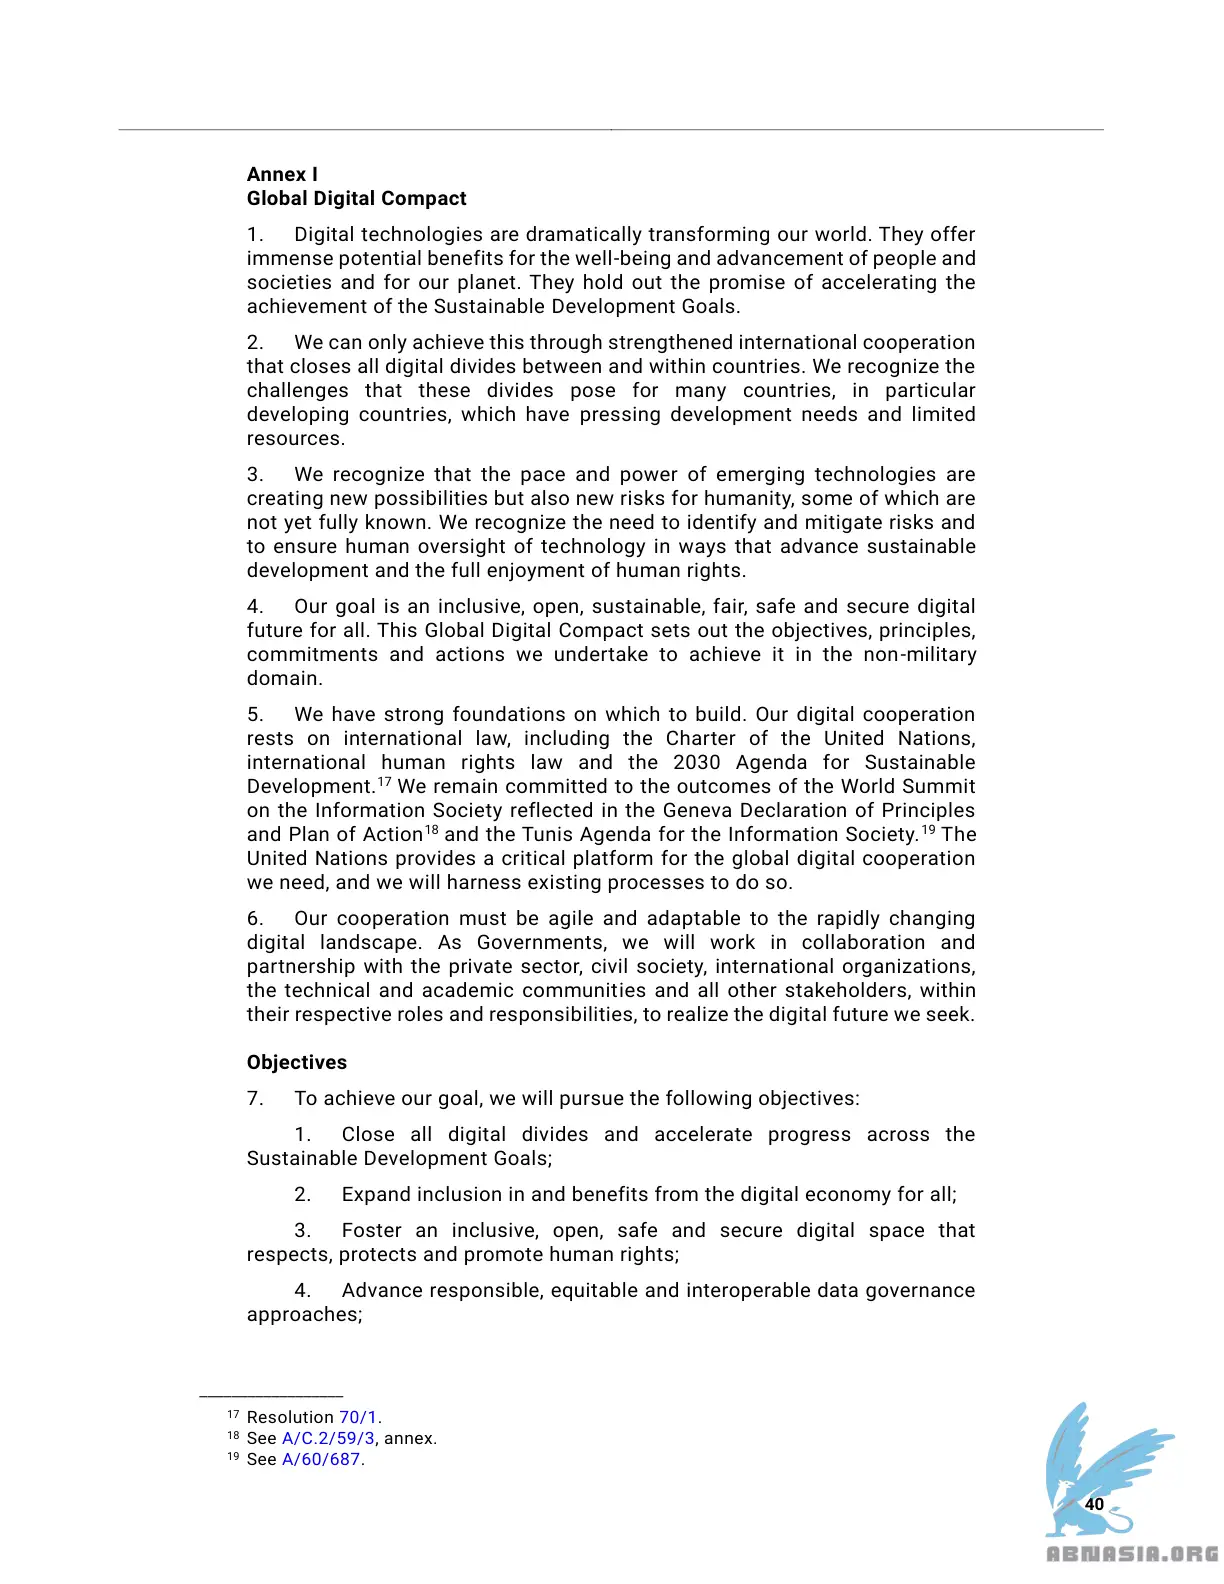 Annex I
Global Digital Compact
1. Digital technologies are dramatically transforming our world. They offer
immense potential benefits for the well-being and advancement of people and
societies and for our planet. They hold out the promise of accelerating the
achievement of the Sustainable Development Goals.
2. We can only achieve this through strengthened international cooperation
that closes all digital divides between and within countries. We recognize the
challenges that these divides pose for many countries, in particular
developing countries, which have pressing development needs and limited
resources.
3. We recognize that the pace and power of emerging technologies are
creating new possibilities but also new risks for humanity, some of which are
not yet fully known. We recognize the need to identify and mitigate risks and
to ensure human oversight of technology in ways that advance sustainable
development and the full enjoyment of human rights.
4. Our goal is an inclusive, open, sustainable, fair, safe and secure digital
future for all. This Global Digital Compact sets out the objectives, principles,
commitments and actions we undertake to achieve it in the non-military
domain.
5. We have strong foundations on which to build. Our digital cooperation
rests on international law, including the Charter of the United Nations,
international human rights law and the 2030 Agenda for Sustainable
Development.17 We remain committed to the outcomes of the World Summit
on the Information Society reflected in the Geneva Declaration of Principles
and Plan of Action18 and the Tunis Agenda for the Information Society.19 The
United Nations provides a critical platform for the global digital cooperation
we need, and we will harness existing processes to do so.
6. Our cooperation must be agile and adaptable to the rapidly changing
digital landscape. As Governments, we will work in collaboration and
partnership with the private sector, civil society, international organizations,
the technical and academic communities and all other stakeholders, within
their respective roles and responsibilities, to realize the digital future we seek.
Objectives
7. To achieve our goal, we will pursue the following objectives:
1. Close all digital divides and accelerate progress across the
Sustainable Development Goals;
2. Expand inclusion in and benefits from the digital economy for all;
3. Foster an inclusive, open, safe and secure digital space that
respects, protects and promote human rights;
4. Advance responsible, equitable and interoperable data governance
approaches;
17 Resolution 70/1.
18 See A/C.2/59/3, annex.
19 See A/60/687.
40
ABNASIA.ORG